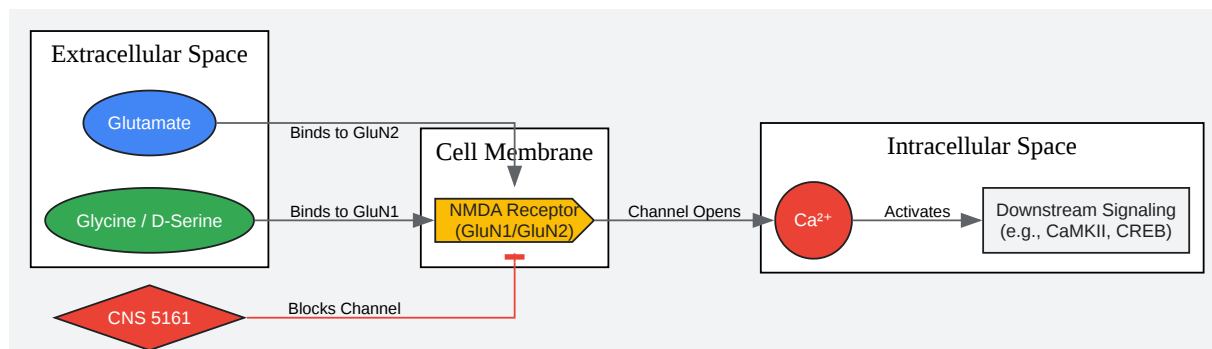 Extracellular Space
Glutamate
Binds to GluN2
Glycine / D-Serine
Binds to GluN1
CNS 5161
Blocks Channel
Cell Membrane
NMDA Receptor
(GluN1/GluN2)
Channel Opens
Intracellular Space
Ca²⁺
Activates
Downstream Signaling
(e.g., CaMKII, CREB)